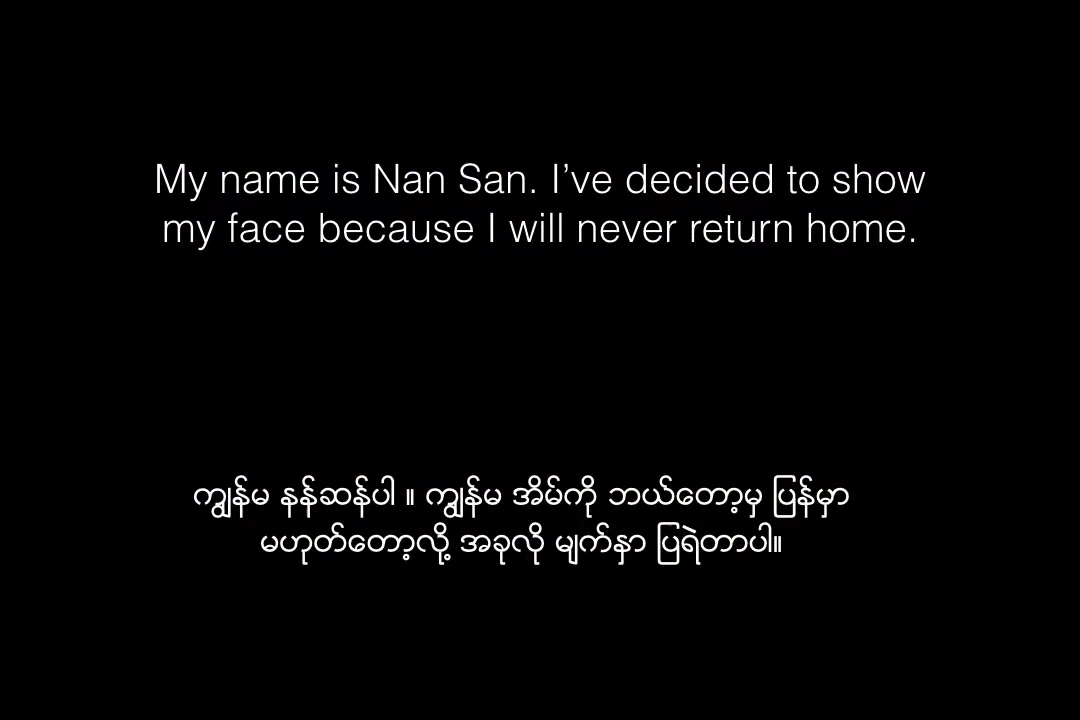 My name is Nan San. I’ve decided to show
my face because I will never return home.
ကျွန်မ နန်ဆန်ပါ ။ ကျွန်မ အိမ်ကို ဘယ်တော့မှ ပြန်မှာ
မဟုတ်တော့လို့ အခုလို မျက်နှာ ပြရဲတာပါ။